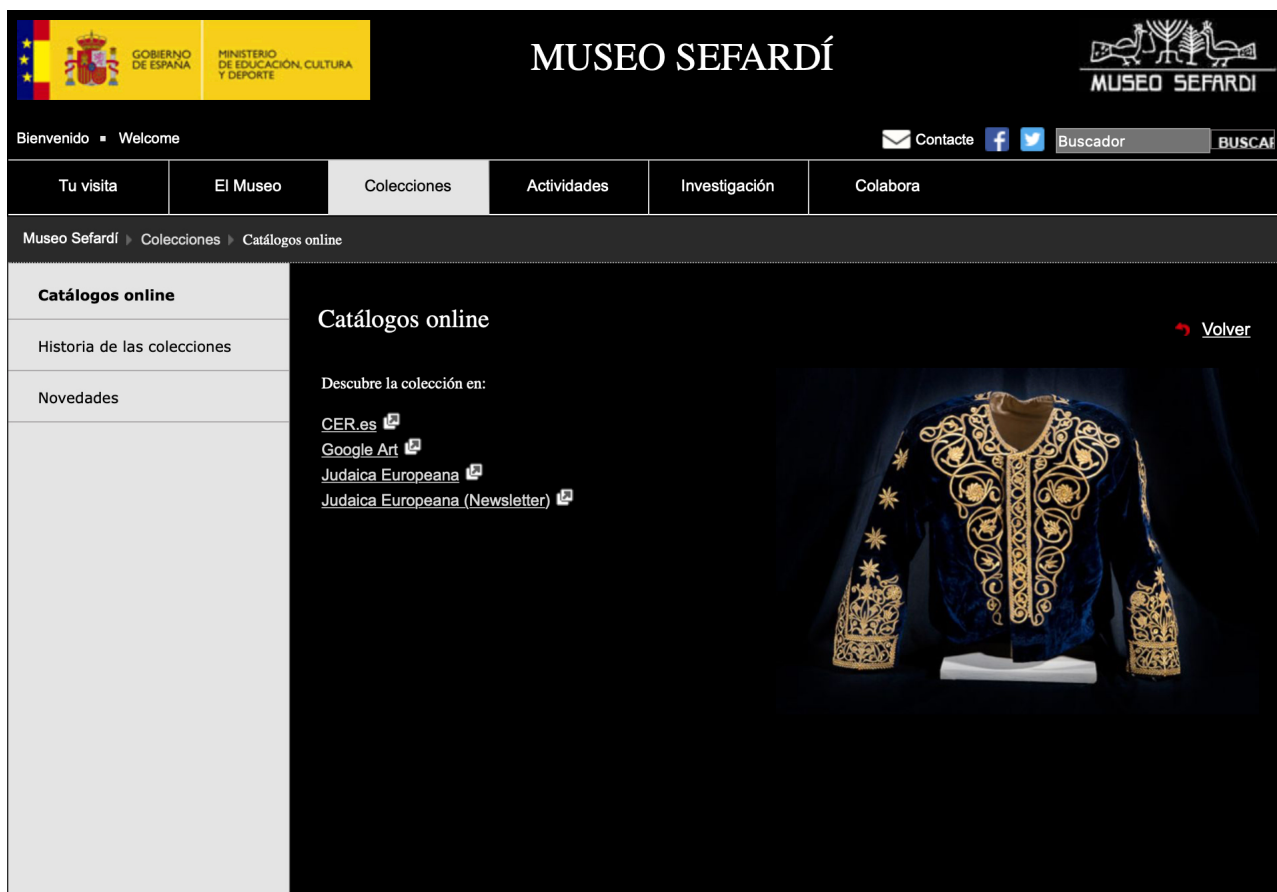 GOBIERNO
DE ESPAÑA
MINISTERIO
DE EDUCACIÓN, CULTURA
Y DEPORTE
MUSEO SEFARDÍ
MUSEO SEFARDI
Bienvenido ▪ Welcome
Contacte
Buscador
BUSCAR
Tu visita
El Museo
Colecciones
Actividades
Investigación
Colabora
Museo Sefardí Colecciones Catálogos online
Catálogos online
Historia de las colecciones
Novedades
Catálogos online
Volver
Descubre la colección en:
CER.es
Google Art
Judaica Europeana
Judaica Europeana (Newsletter)